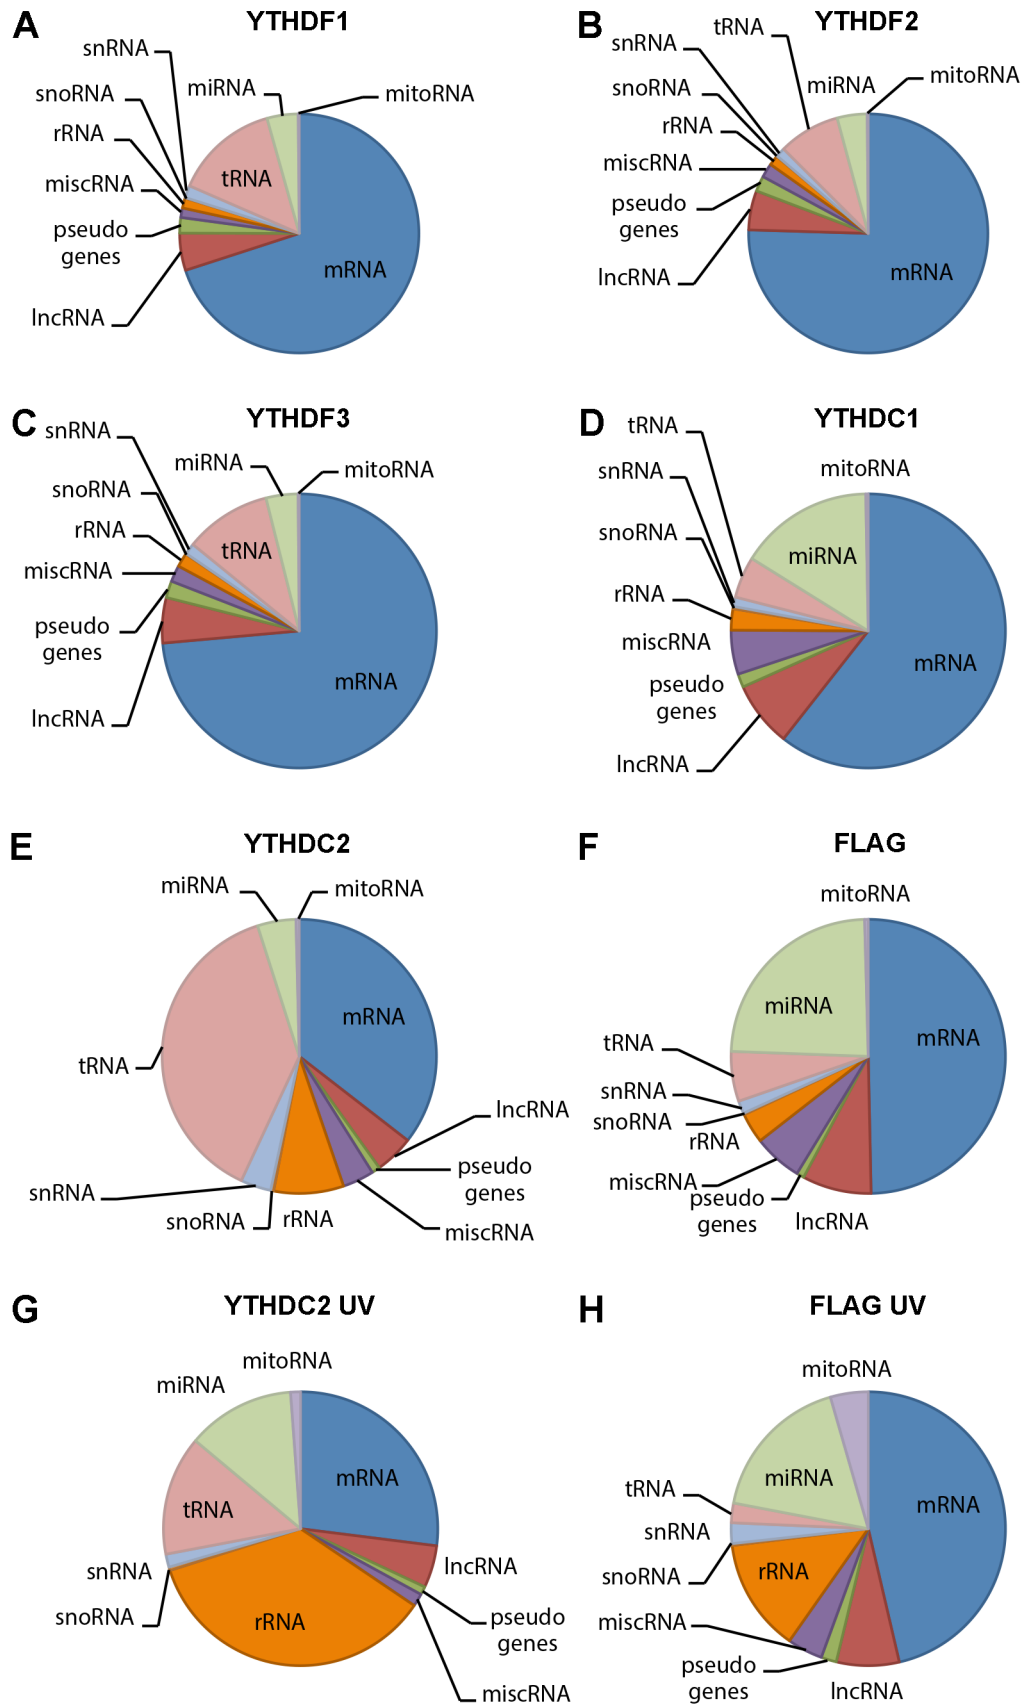 A
YTHDF1
snRNA
miRNA
mitoRNA
snoRNA
rRNA
tRNA
miscRNA
pseudo
genes
mRNA
lncRNA
B
YTHDF2
tRNA
snRNA
mitoRNA
miRNA
snoRNA
rRNA
miscRNA
pseudo
genes
lncRNA
mRNA
C
YTHDF3
snRNA
miRNA
mitoRNA
snoRNA
rRNA
tRNA
miscRNA
pseudo
genes
mRNA
lncRNA
D
YTHDC1
tRNA
mitoRNA
snRNA
snoRNA
miRNA
rRNA
miscRNA
mRNA
pseudo
genes
lncRNA
E
YTHDC2
miRNA
mitoRNA
mRNA
tRNA
lncRNA
pseudo
genes
snRNA
snoRNA
rRNA
miscRNA
F
FLAG
mitoRNA
miRNA
mRNA
tRNA
snRNA
snoRNA
rRNA
miscRNA
pseudo
genes
lncRNA
G
YTHDC2 UV
mitoRNA
miRNA
mRNA
tRNA
lncRNA
snRNA
snoRNA
rRNA
pseudo
genes
miscRNA
H
FLAG UV
mitoRNA
miRNA
tRNA
mRNA
snRNA
snoRNA
rRNA
miscRNA
pseudo
genes
lncRNA